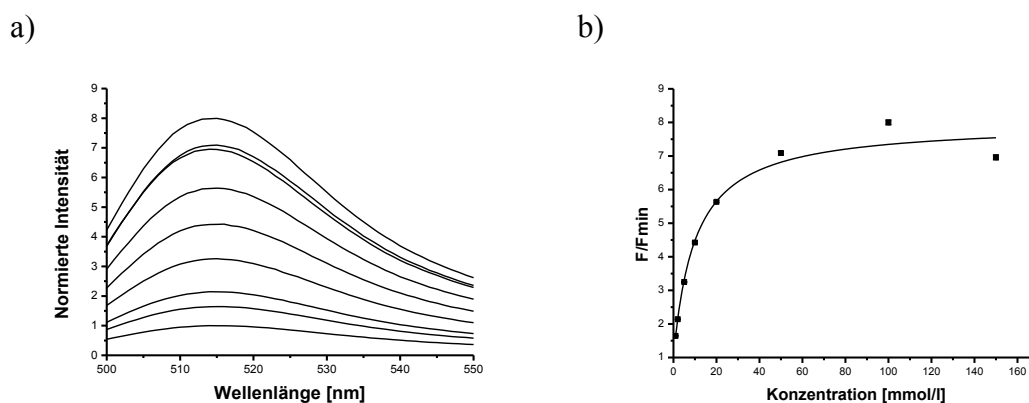 a)
b)
9
8
7
6
5
4
3
2
1
0
Normierte Intensität
500 510 520 530 540 550
Wellenlänge [nm]
9
8
7
6
5
4
3
2
1
F/Fmin
0 20 40 60 80 100 120 140 160
Konzentration [mmol/l]